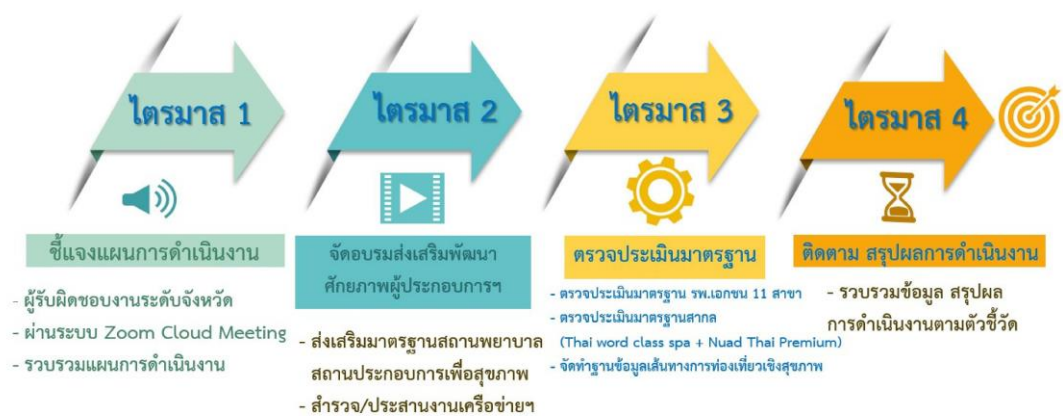 ไตรมาส 1
ชี้แจงแผนการดำเนินงาน
- ผู้รับผิดชอบงานระดับจังหวัด
- ผ่านระบบ Zoom Cloud Meeting
- รวบรวมแผนการดำเนินงาน
ไตรมาส 2
จัดอบรมส่งเสริมพัฒนา
ศักยภาพผู้ประกอบการฯ
- ส่งเสริมมาตรฐานสถานพยาบาล
สถานประกอบการเพื่อสุขภาพ
- สำรวจ/ประสานงานเครือข่ายฯ
ไตรมาส 3
ตรวจประเมินมาตรฐาน
- ตรวจประเมินมาตรฐาน รพ.เอกชน 11 สาขา
- ตรวจประเมินมาตรฐานสากล
(Thai word class spa + Nuad Thai Premium)
- จัดทำฐานข้อมูลเส้นทางการท่องเที่ยวเชิงสุขภาพ
ไตรมาส 4
ติดตาม สรุปผลการดำเนินงาน
- รวบรวมข้อมูล สรุปผล
การดำเนินงานตามตัวชี้วัด